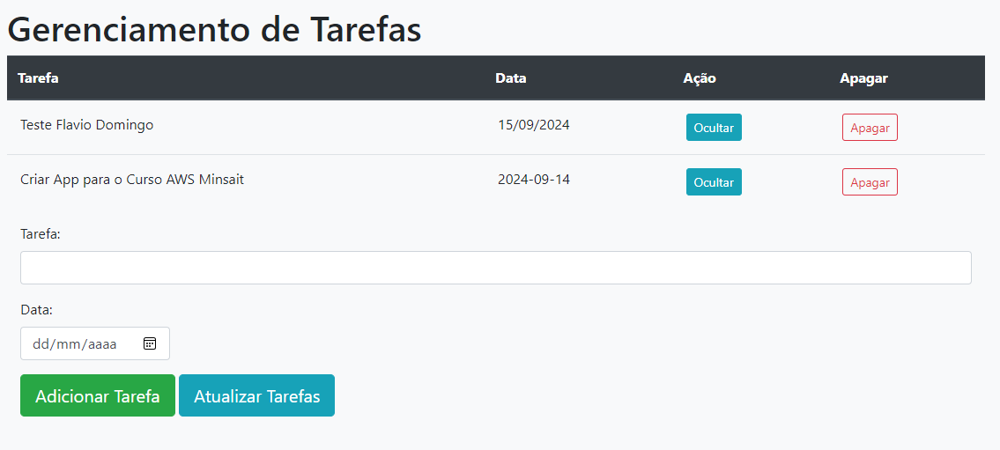 Gerenciamento de Tarefas
Tarefa Data Ação Apagar
Teste Flavio Domingo 15/09/2024 Ocultar Apagar
Criar App para o Curso AWS Minsait 2024-09-14 Ocultar Apagar
Tarefa:
Data:
dd/mm/aaaa
Adicionar Tarefa Atualizar Tarefas